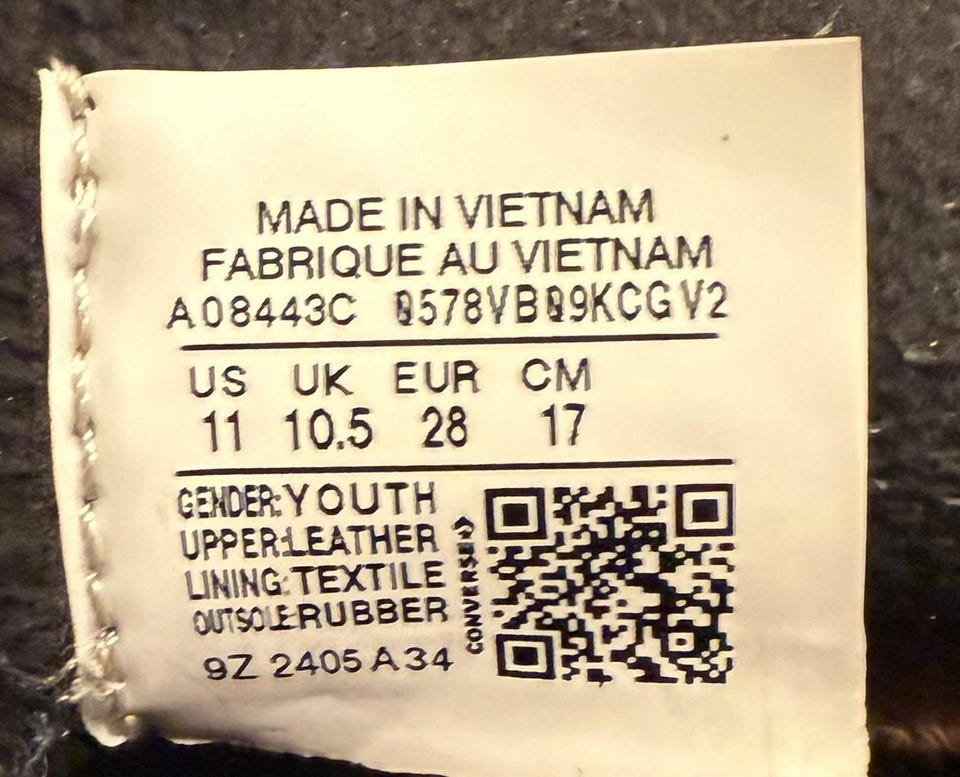 MADE IN VIETNAM
FABRIQUE AU VIETNAM
A08443C
US UK EUR CM
11 10.5 28 17
GENDER:YOUTH
UPPER:LEATHER
LINING:TEXTILE
OUTSOLE:RUBBER
9Z 2405 A34
CONVERSE